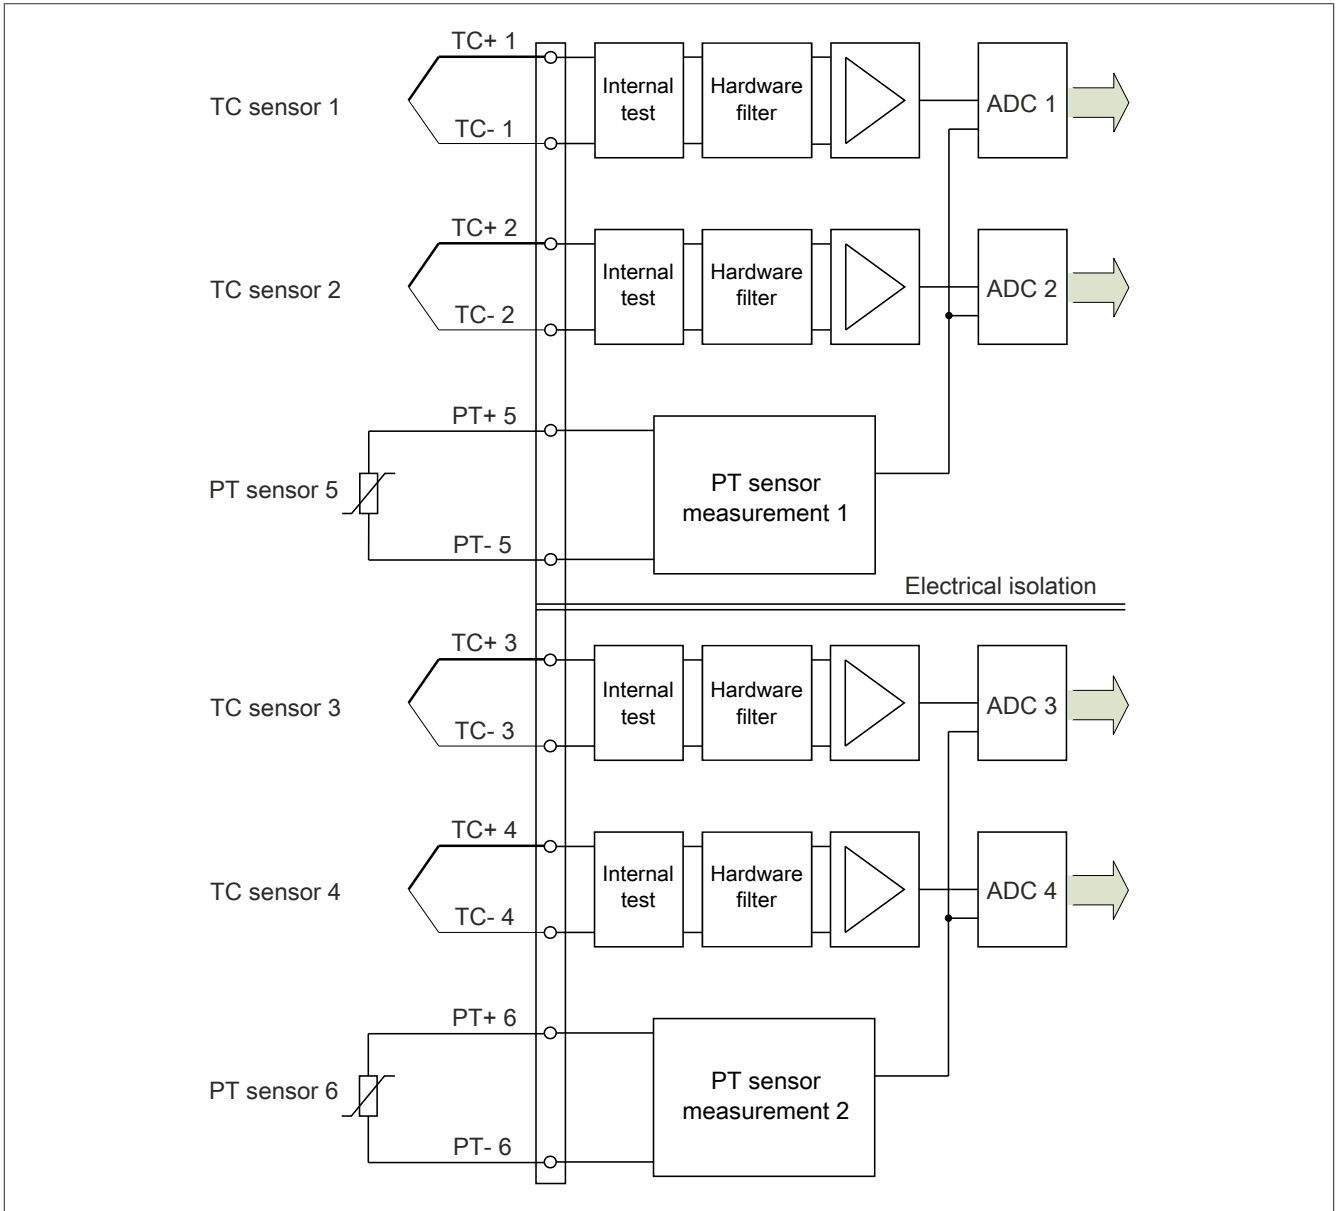 TC+ 1
TC sensor 1
TC- 1
Internal
test
Hardware
filter
ADC 1
TC+ 2
TC sensor 2
TC- 2
Internal
test
Hardware
filter
ADC 2
PT+ 5
PT sensor 5
PT- 5
PT sensor
measurement 1
Electrical isolation
TC+ 3
TC sensor 3
TC- 3
Internal
test
Hardware
filter
ADC 3
TC+ 4
TC sensor 4
TC- 4
Internal
test
Hardware
filter
ADC 4
PT+ 6
PT sensor 6
PT- 6
PT sensor
measurement 2